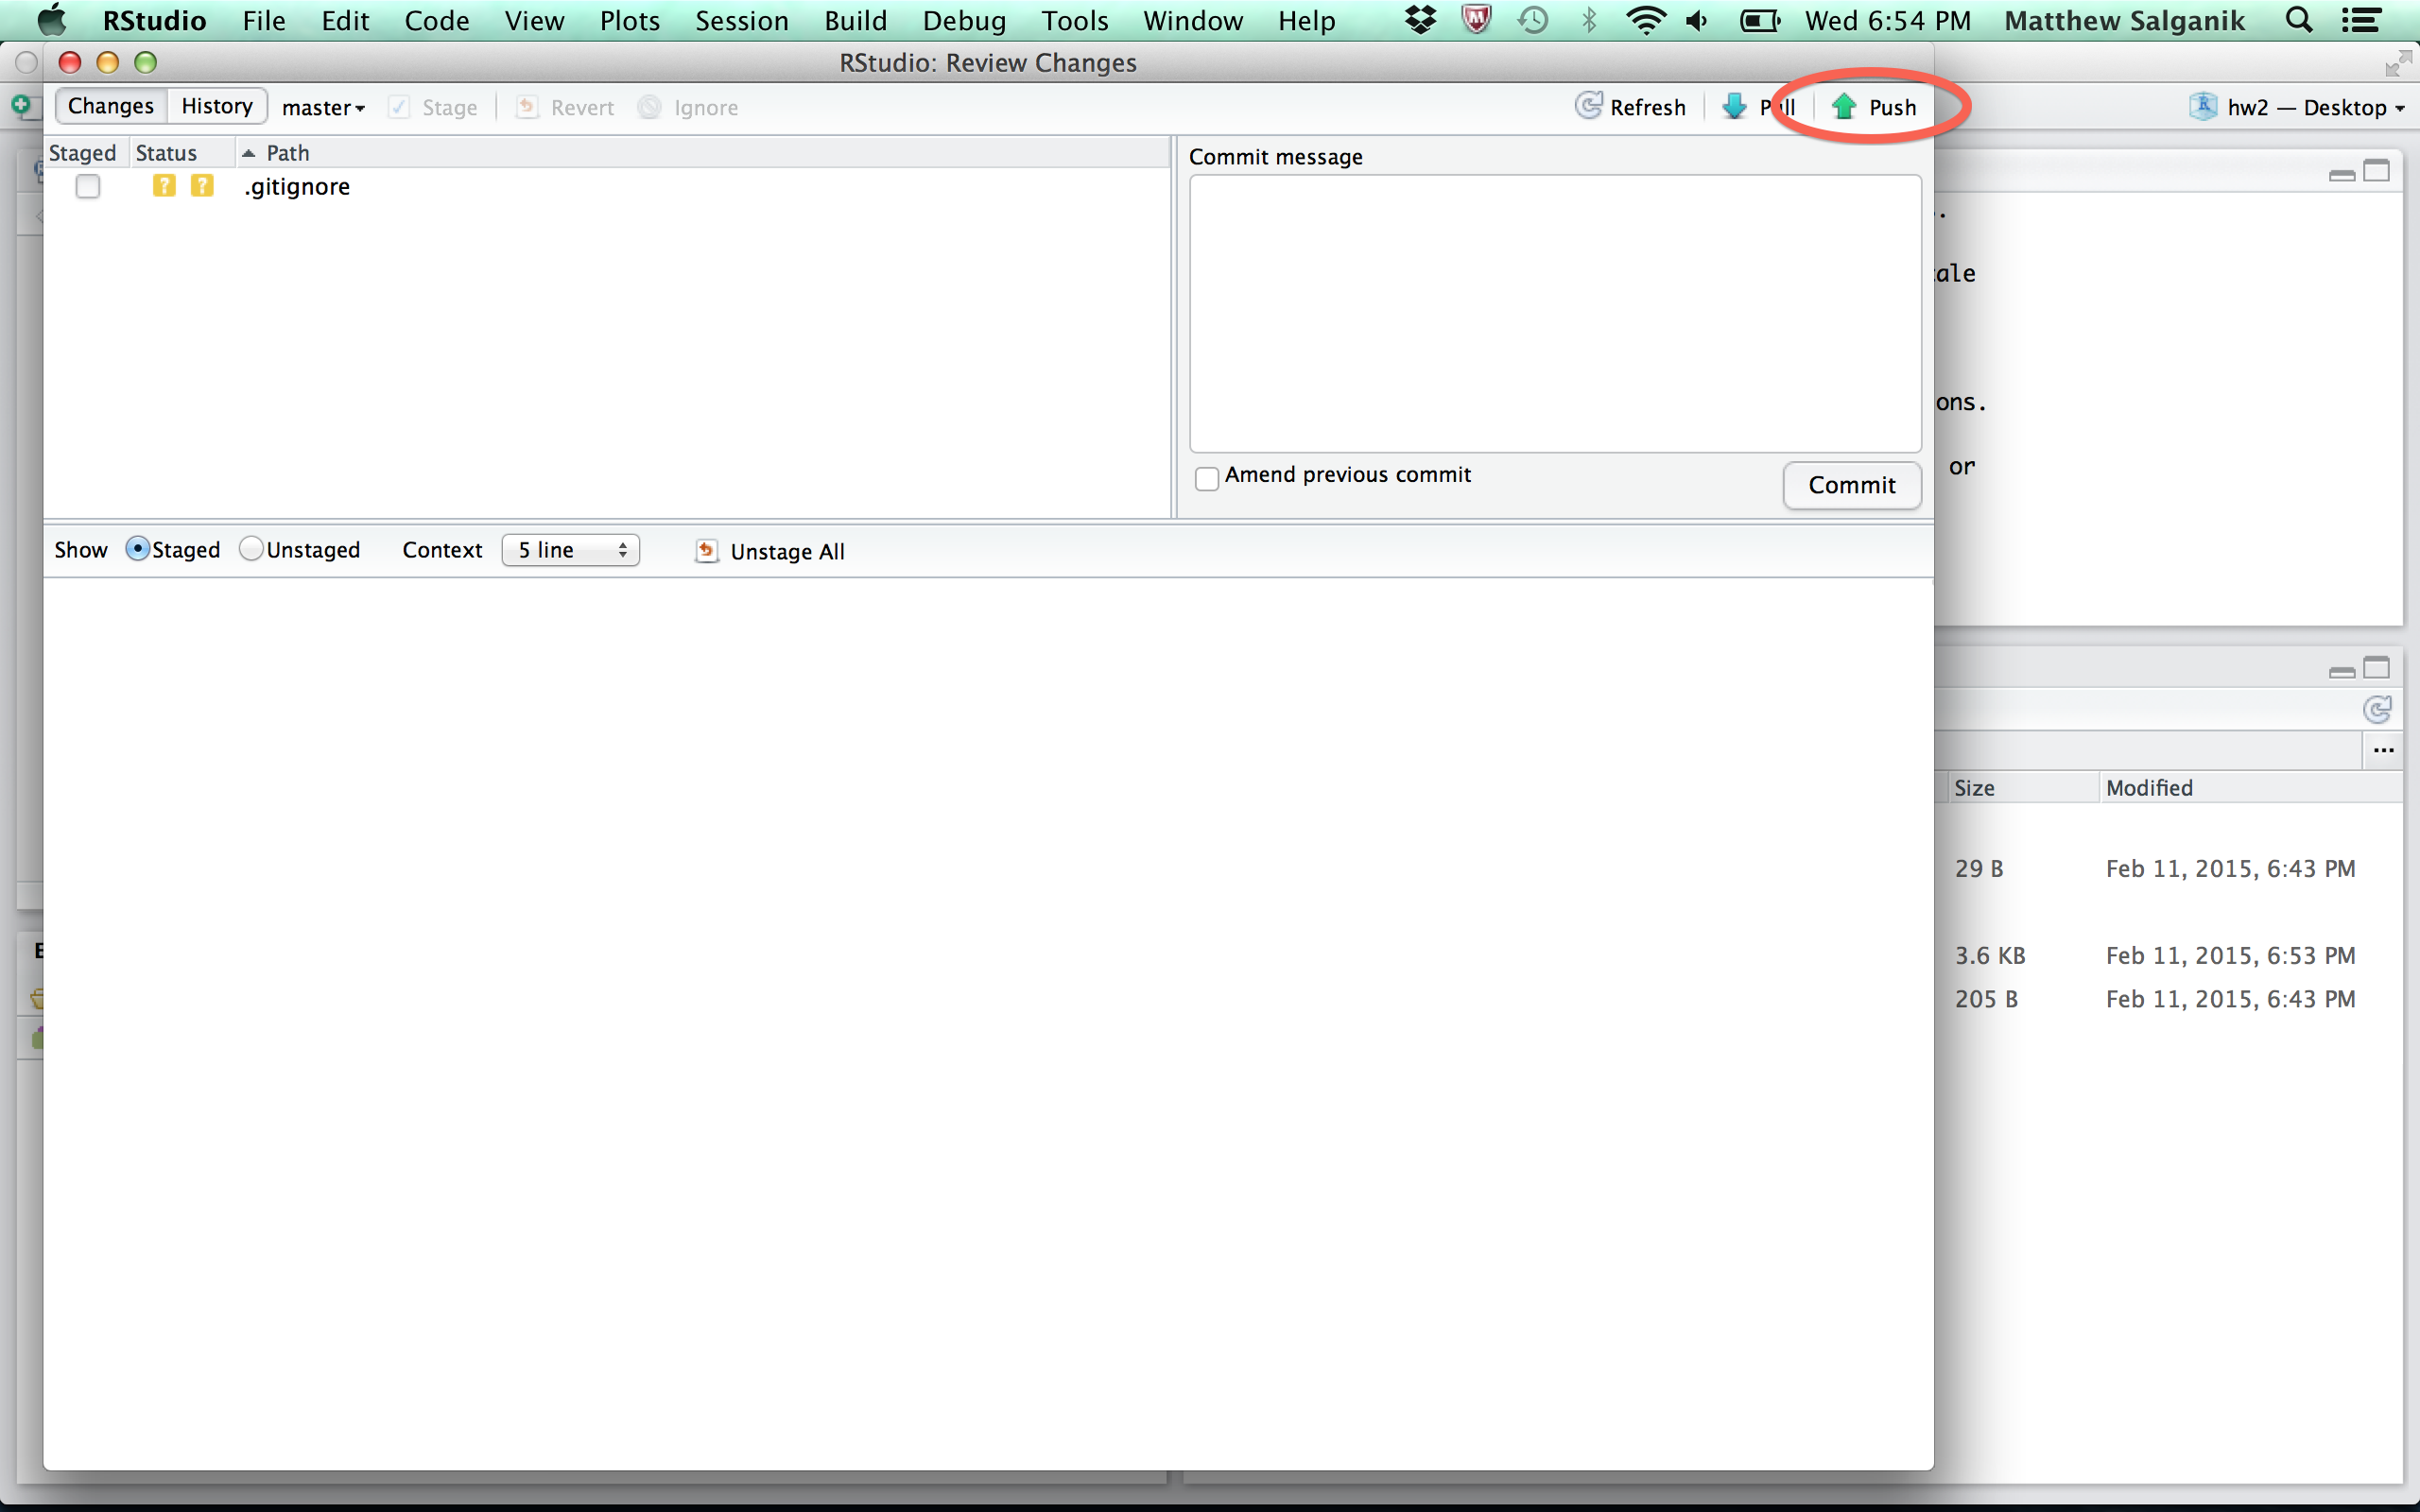 RStudio File Edit Code View Plots Session Build Debug Tools Window Help Wed 6:54 PM Matthew Salganik
RStudio: Review Changes
Changes History master Stage Revert Ignore Refresh Pull Push hw2 — Desktop
Staged Status Path
Commit message
? ? .gitignore
ale
ons.
or
Amend previous commit
Commit
Show Staged Unstaged Context 5 line Unstage All
...
Size Modified
29 B Feb 11, 2015, 6:43 PM
3.6 KB Feb 11, 2015, 6:53 PM
205 B Feb 11, 2015, 6:43 PM